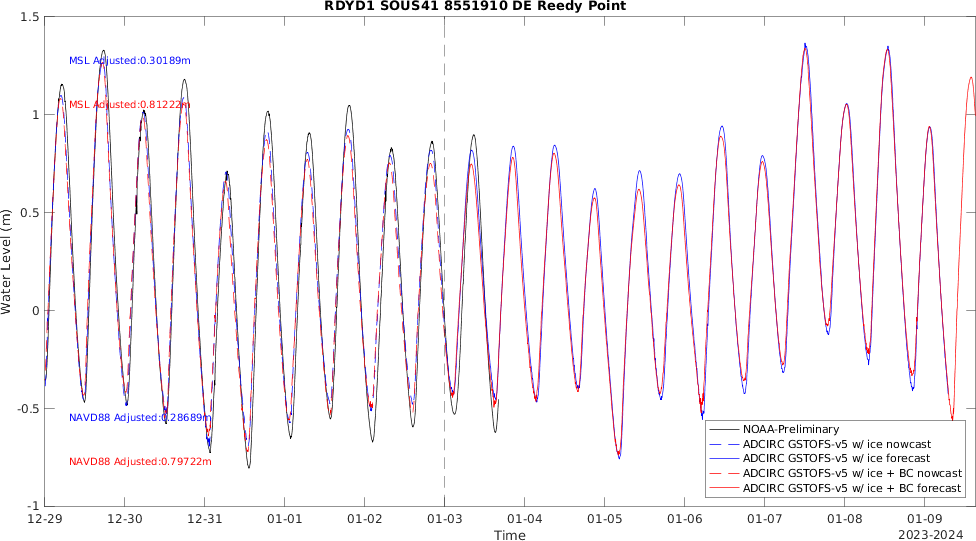 RDYD1 SOUS41 8551910 DE Reedy Point
1.5
1
0.5
0
-0.5
-1
Water Level (m)
MSL Adjusted:0.30189m
MSL Adjusted:0.81222m
NAVD88 Adjusted:0.28689m
NAVD88 Adjusted:0.79722m
NOAA-Preliminary
ADCIRC GSTOFS-v5 w/ ice nowcast
ADCIRC GSTOFS-v5 w/ ice forecast
ADCIRC GSTOFS-v5 w/ ice + BC nowcast
ADCIRC GSTOFS-v5 w/ ice + BC forecast
12-29 12-30 12-31 01-01 01-02 01-03 01-04 01-05 01-06 01-07 01-08 01-09
Time
2023-2024